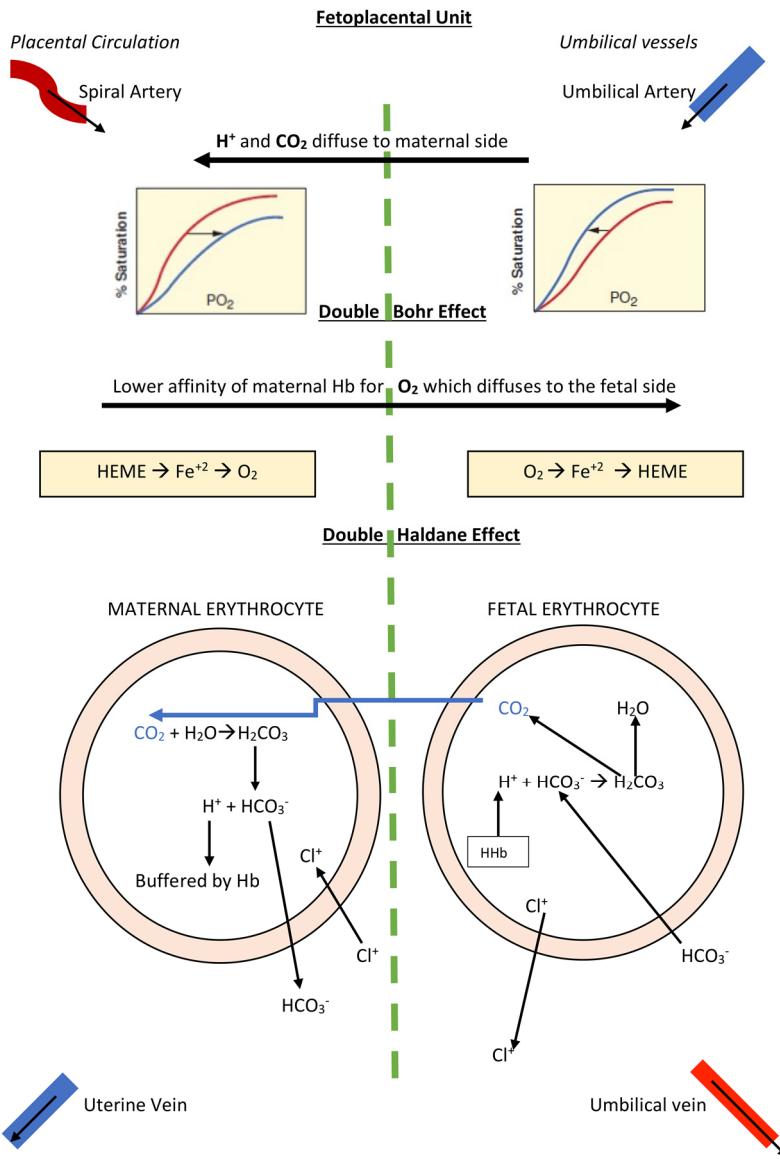 Fetoplacental Unit
Placental Circulation
Umbilical vessels
Spiral Artery
Umbilical Artery
H⁺ and CO₂ diffuse to maternal side
% Saturation
PO₂
% Saturation
PO₂
Double Bohr Effect
Lower affinity of maternal Hb for O₂ which diffuses to the fetal side
HEME → Fe⁺² → O₂
O₂ → Fe⁺² → HEME
Double Haldane Effect
MATERNAL ERYTHROCYTE
FETAL ERYTHROCYTE
CO₂ + H₂O → H₂CO₃
H⁺ + HCO₃⁻
Buffered by Hb
Cl⁺
Cl⁺
HCO₃⁻
CO₂
H₂O
H⁺ + HCO₃⁻ → H₂CO₃
HHb
Cl⁺
HCO₃⁻
Cl⁺
Uterine Vein
Umbilical vein